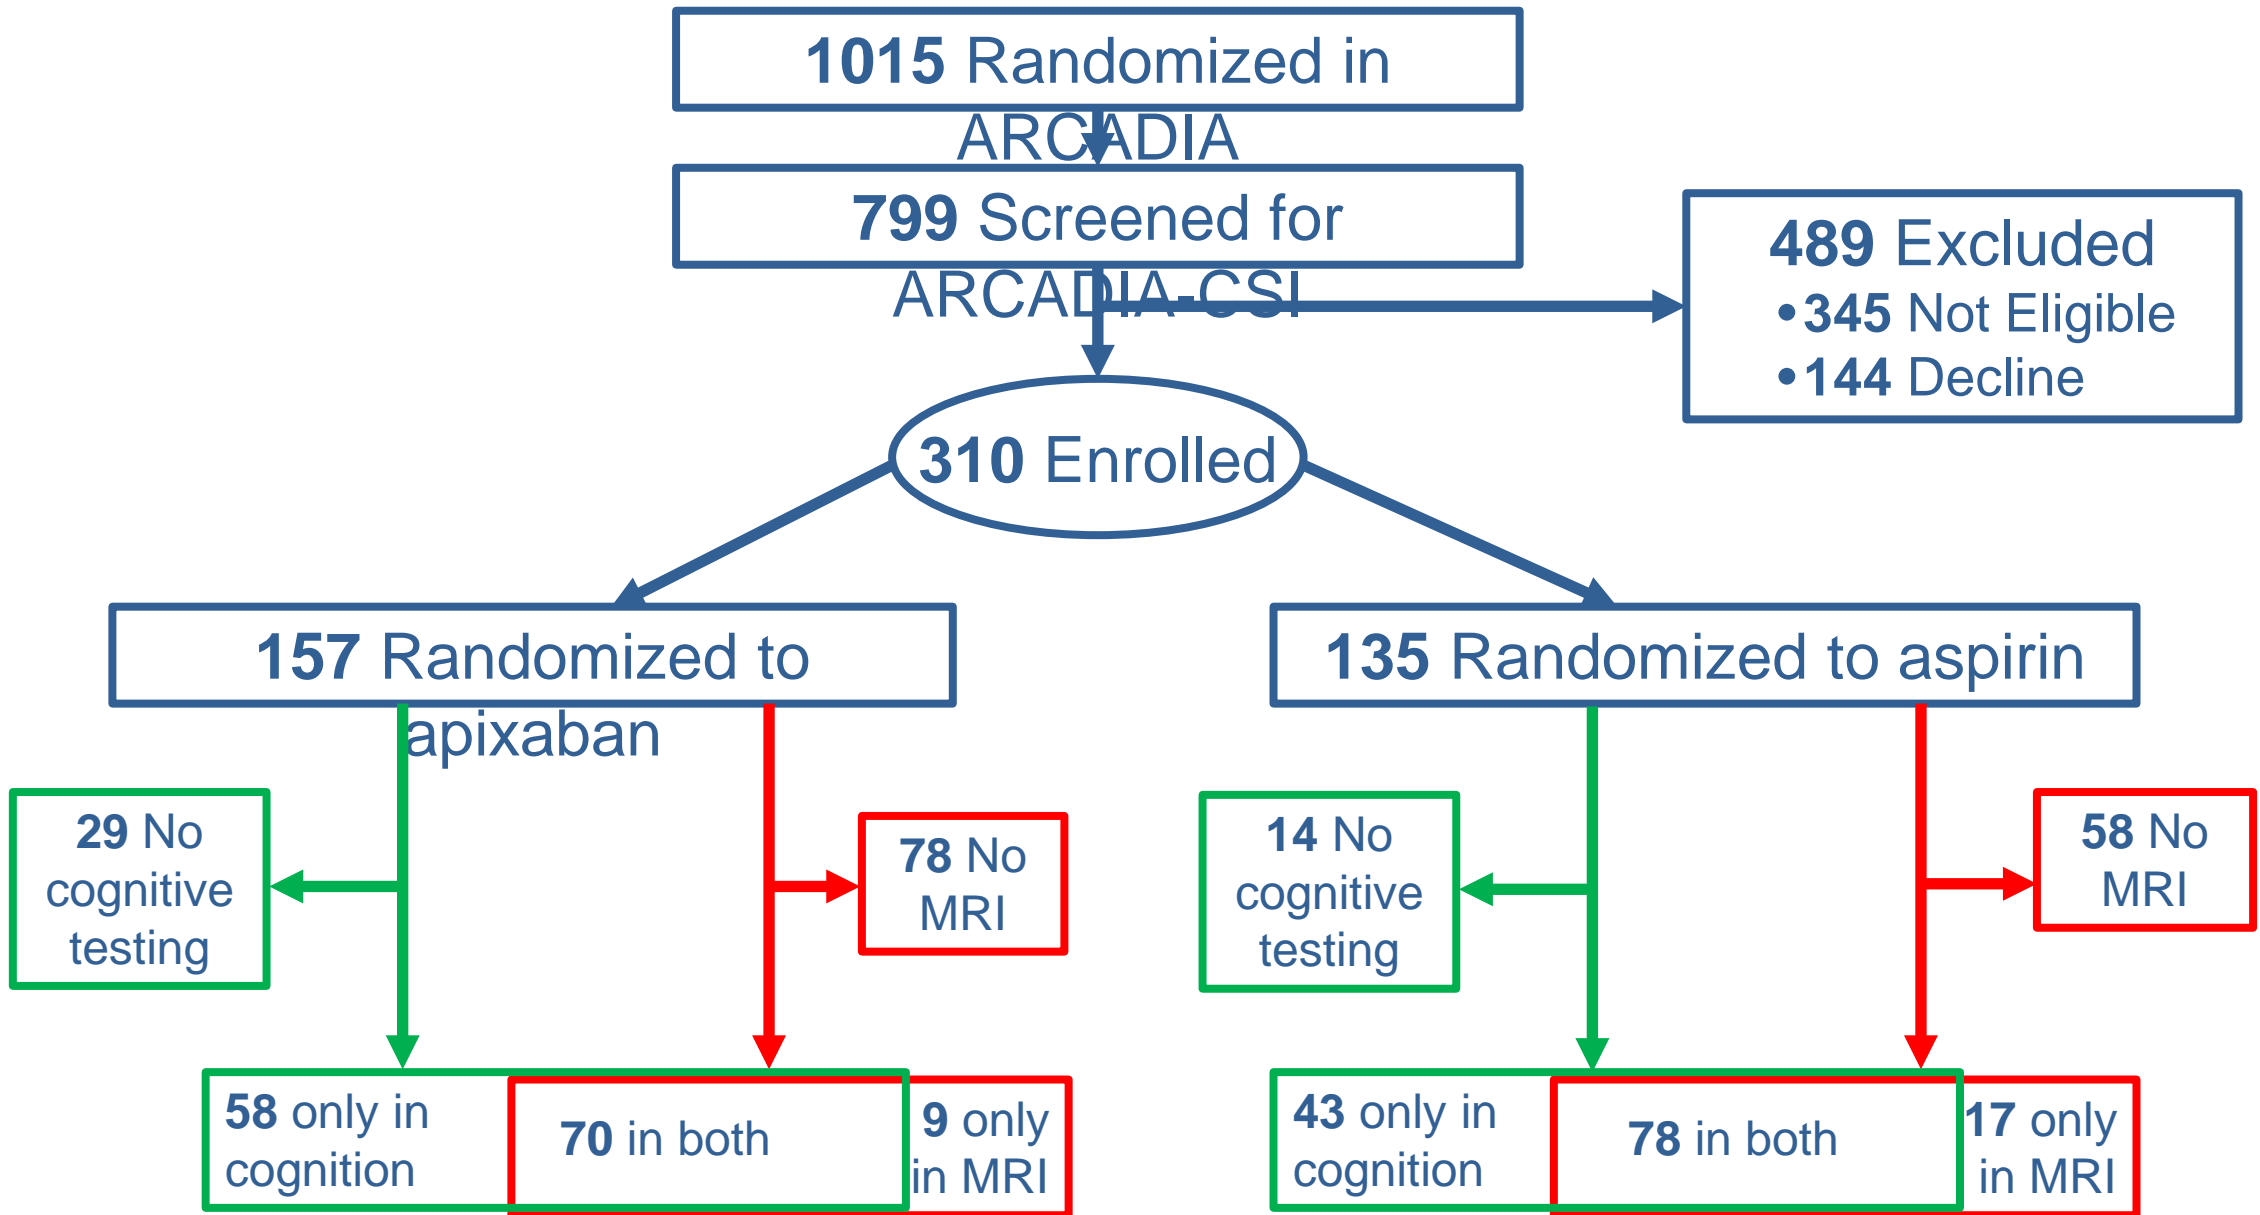 1015 Randomized in
ARCADIA
799 Screened for
ARCADIA-CSI
489 Excluded
•345 Not Eligible
•144 Decline
310 Enrolled
157 Randomized to
apixaban
135 Randomized to aspirin
29 No
cognitive
testing
78 No
MRI
14 No
cognitive
testing
58 No
MRI
58 only in
cognition
70 in both
9 only
in MRI
43 only in
cognition
78 in both
17 only
in MRI